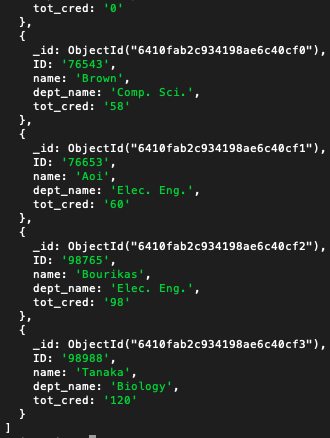 tot_cred: '0'
},
{
_id: ObjectId("6410fab2c934198ae6c40cf0"),
ID: '76543',
name: 'Brown',
dept_name: 'Comp. Sci.',
tot_cred: '58'
},
{
_id: ObjectId("6410fab2c934198ae6c40cf1"),
ID: '76653',
name: 'Aoi',
dept_name: 'Elec. Eng.',
tot_cred: '60'
},
{
_id: ObjectId("6410fab2c934198ae6c40cf2"),
ID: '98765',
name: 'Bourikas',
dept_name: 'Elec. Eng.',
tot_cred: '98'
},
{
_id: ObjectId("6410fab2c934198ae6c40cf3"),
ID: '98988',
name: 'Tanaka',
dept_name: 'Biology',
tot_cred: '120'
}
]